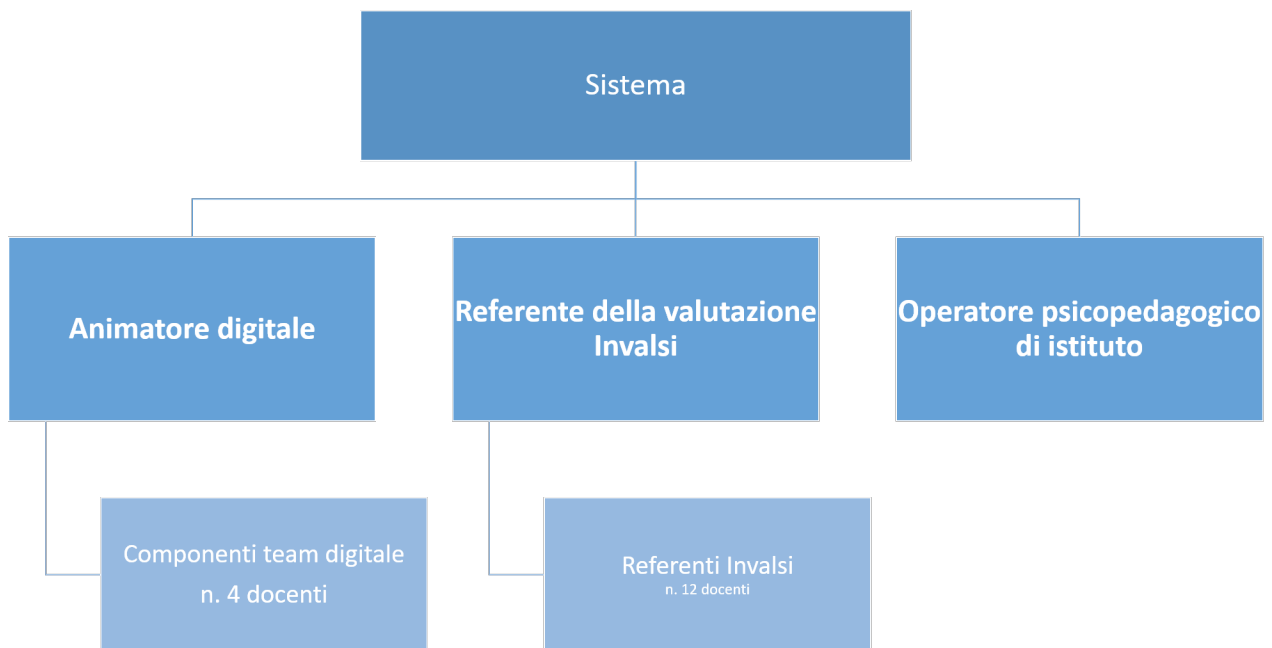 Sistema
Animatore digitale
Referente della valutazione
Invalsi
Operatore psicopedagogico
di istituto
Componenti team digitale
n. 4 docenti
Referenti Invalsi
n. 12 docenti